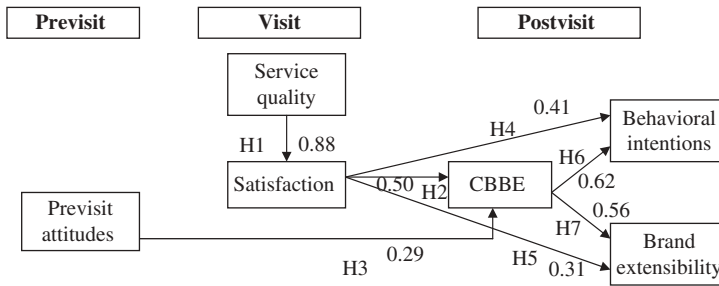 Previsit
Visit
Postvisit
Service
quality
0.41
Behavioral
intentions
H1
0.88
H4
H6
Satisfaction
0.50
H2
CBBE
0.62
Previsit
attitudes
0.56
H7
0.29
H3
H5
0.31
Brand
extensibility